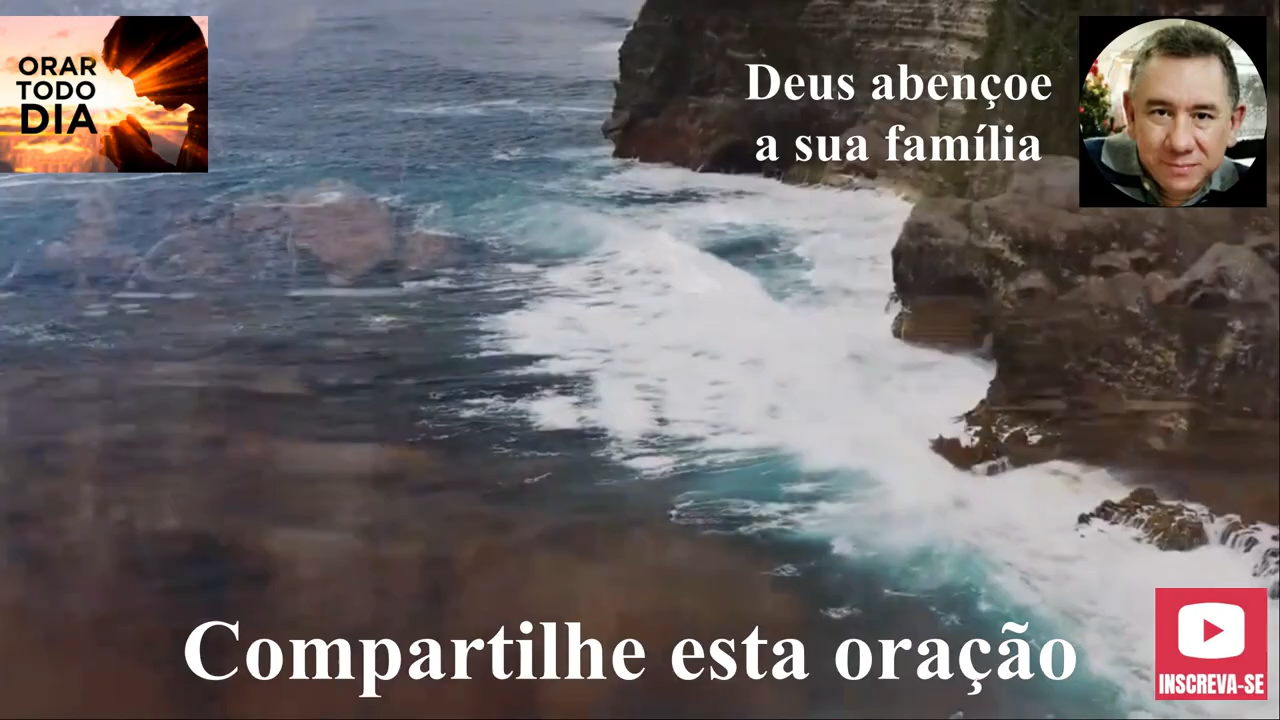 ORAR
TODO
DIA
Deus abençoe
a sua família
Compartilhe esta oração
INSCREVA-SE